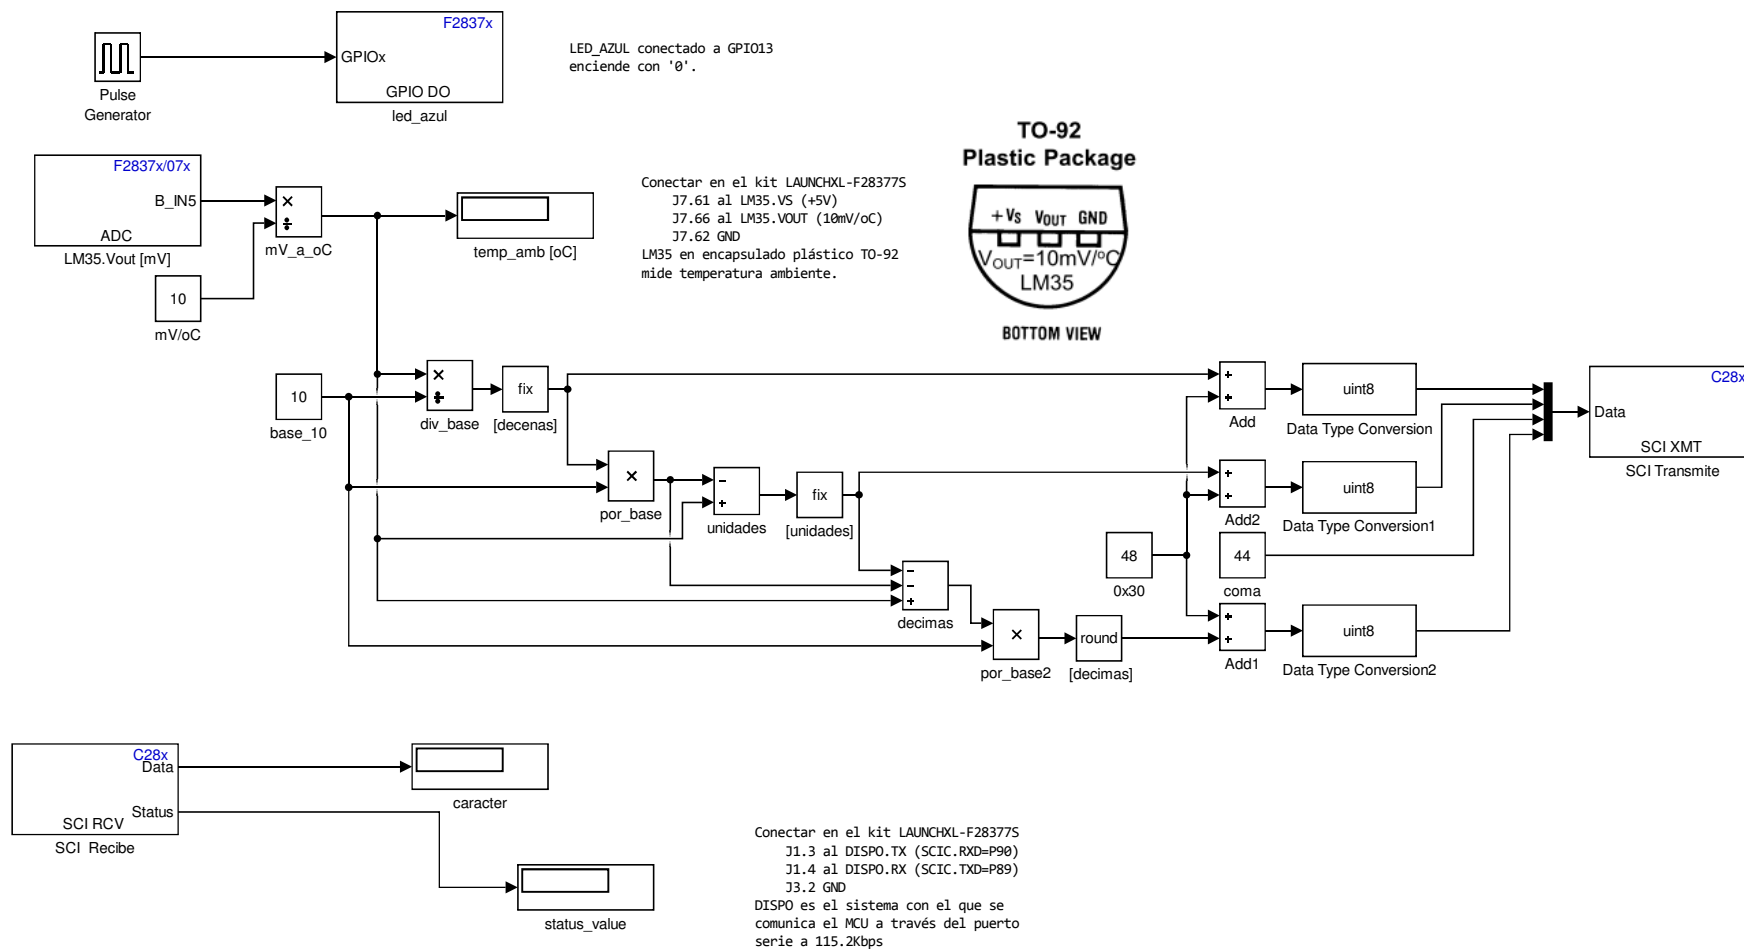 F2837x
GPIOx
GPIO DO
led_azul
Pulse
Generator
LED_AZUL conectado a GPIO13
enciende con '0'.
F2837x/07x
B_IN5
ADC
LM35.Vout [mV]
×
÷
mV_a_oC
10
mV/oC
temp_amb [oC]
Conectar en el kit LAUNCHXL-F28377S
J7.61 al LM35.VS (+5V)
J7.66 al LM35.VOUT (10mV/oC)
J7.62 GND
LM35 en encapsulado plástico TO-92
mide temperatura ambiente.
TO-92
Plastic Package
+VS VOUT GND
VOUT=10mV/ºC
LM35
BOTTOM VIEW
10
base_10
×
÷
div_base
fix
[decenas]
×
por_base
-
+
unidades
fix
[unidades]
-
-
+
decimas
×
por_base2
round
[decimas]
48
0x30
44
coma
+
+
Add
+
+
Add2
+
+
Add1
uint8
Data Type Conversion
uint8
Data Type Conversion1
uint8
Data Type Conversion2
C28x
Data
SCI XMT
SCI Transmite
C28x
Data
Status
SCI RCV
SCI Recibe
caracter
status_value
Conectar en el kit LAUNCHXL-F28377S
J1.3 al DISPO.TX (SCIC.RXD=P90)
J1.4 al DISPO.RX (SCIC.TXD=P89)
J3.2 GND
DISPO es el sistema con el que se
comunica el MCU a través del puerto
serie a 115.2Kbps